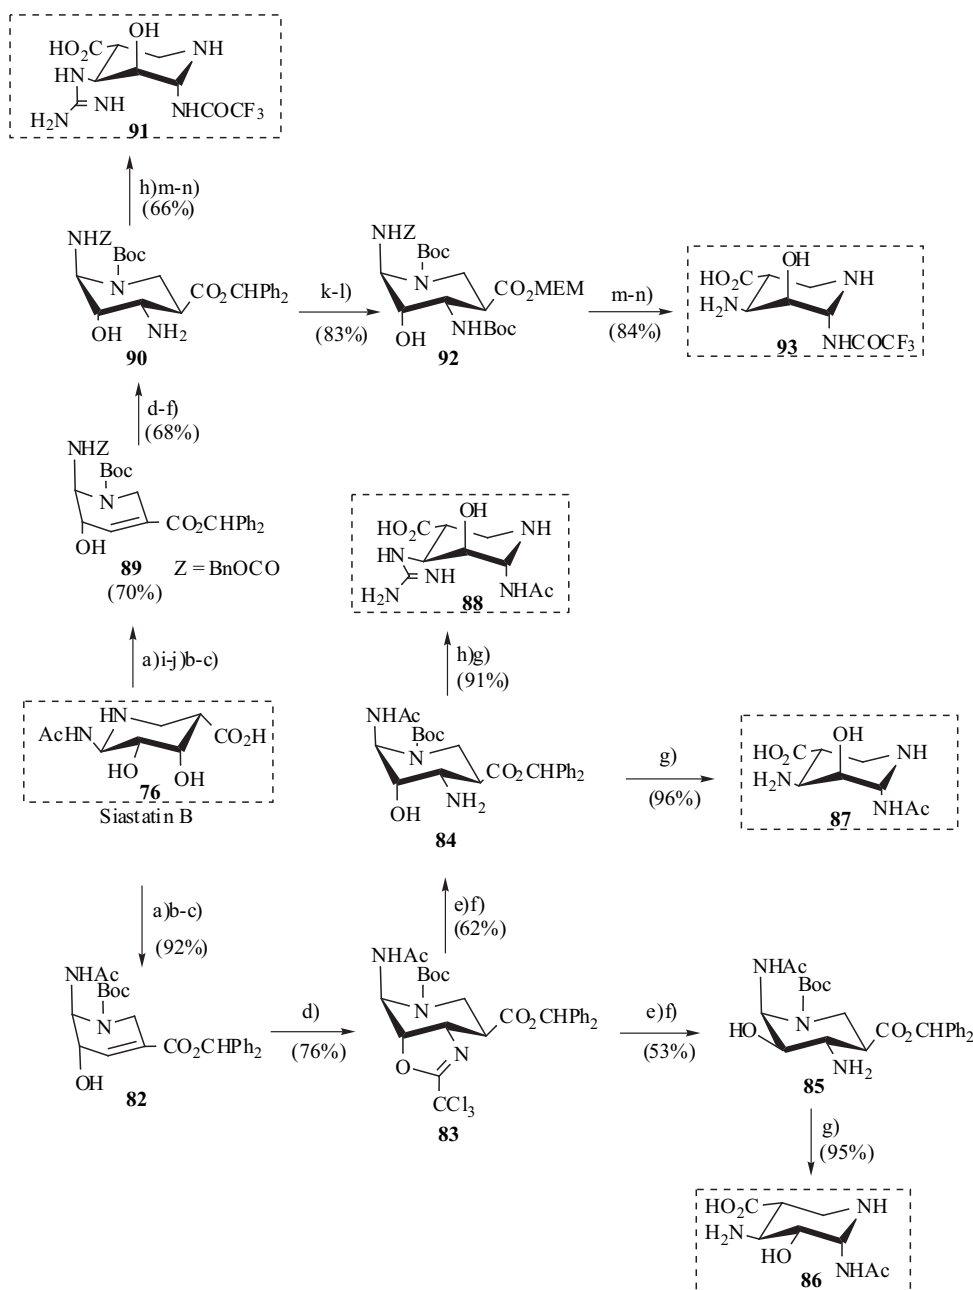 OH
HO₂C NH
HN
NH NHCOCF₃
H₂N
91
h)m-n)
(66%)
NHZ
Boc
N
CO₂CHPh₂
OH NH₂
90
k-l)
(83%)
NHZ
Boc
N
CO₂MEM
NHBoc
OH
92
m-n)
(84%)
OH
HO₂C NH
H₂N
NHCOCF₃
93
d-f)
(68%)
NHZ
Boc
N
CO₂CHPh₂
OH
89 Z = BnOCO
(70%)
OH
HO₂C NH
HN
NH
H₂N NHAc
88
a)i-j)b-c)
h)g)
(91%)
HN
AcHN CO₂H
HO OH
76
Siastatin B
NHAc
Boc
N
CO₂CHPh₂
NH₂
OH
84
g)
(96%)
OH
HO₂C NH
H₂N
NHAc
87
a)b-c)
(92%)
e)f)
(62%)
NHAc
Boc
N
CO₂CHPh₂
OH
82
d)
(76%)
NHAc
Boc
N
CO₂CHPh₂
N
O
CCl₃
83
e)f)
(53%)
NHAc
Boc
N
HO CO₂CHPh₂
NH₂
85
g)
(95%)
HO₂C NH
H₂N
HO
NHAc
86